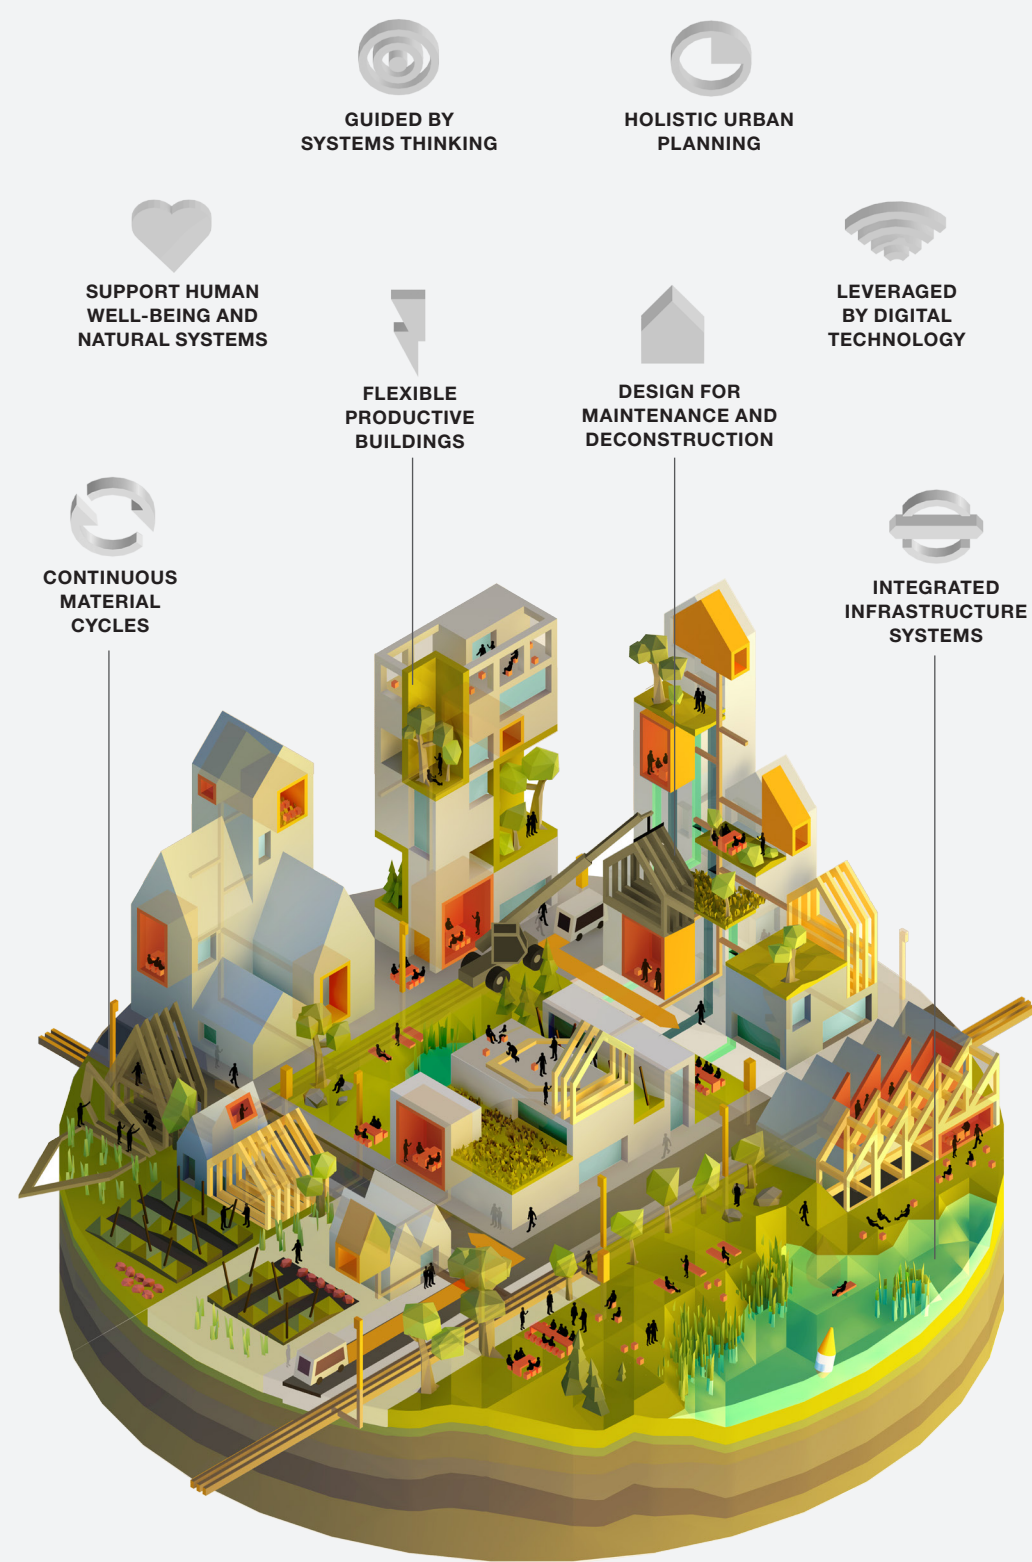 GUIDED BY
SYSTEMS THINKING
HOLISTIC URBAN
PLANNING
SUPPORT HUMAN
WELL-BEING AND
NATURAL SYSTEMS
LEVERAGED
BY DIGITAL
TECHNOLOGY
FLEXIBLE
PRODUCTIVE
BUILDINGS
DESIGN FOR
MAINTENANCE AND
DECONSTRUCTION
CONTINUOUS
MATERIAL
CYCLES
INTEGRATED
INFRASTRUCTURE
SYSTEMS